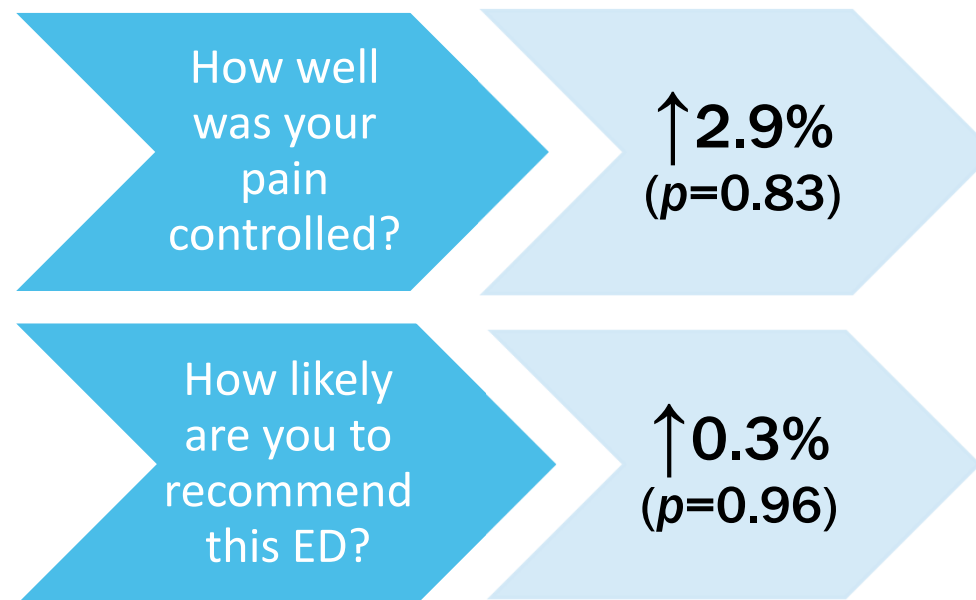 How well
was your
pain
controlled?
↑2.9%
(p=0.83)
How likely
are you to
recommend
this ED?
↑0.3%
(p=0.96)